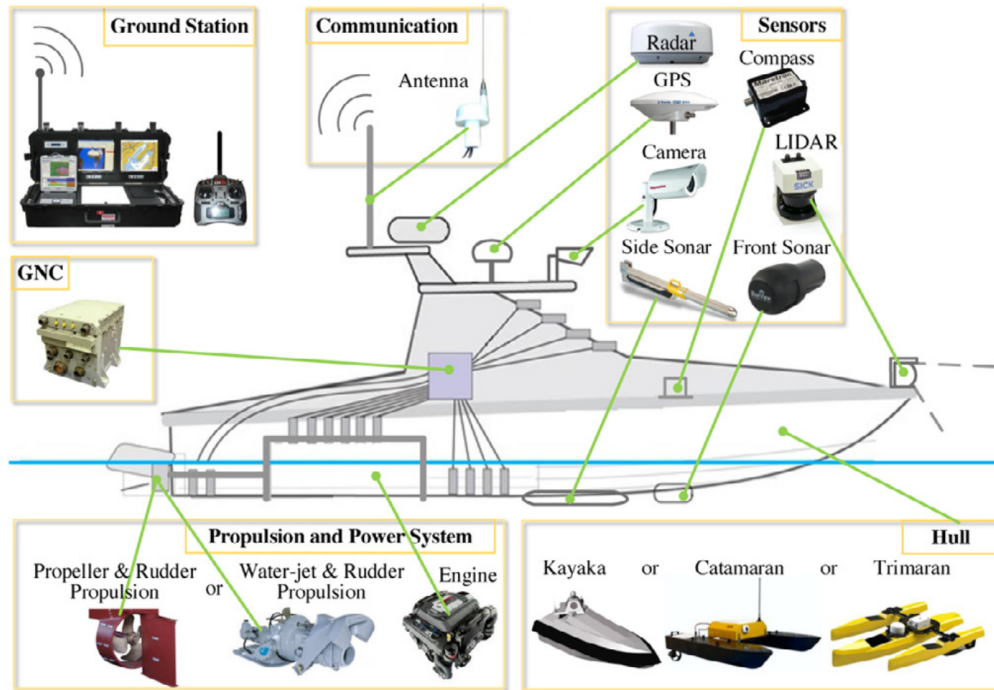 Ground Station
Communication
Antenna
Sensors
Radar
Compass
GPS
Camera
LIDAR
SICK
Side Sonar
Front Sonar
GNC
Propulsion and Power System
Propeller & Rudder
Propulsion
or
Water-jet & Rudder
Propulsion
Engine
Hull
Kayaka or Catamaran or Trimaran